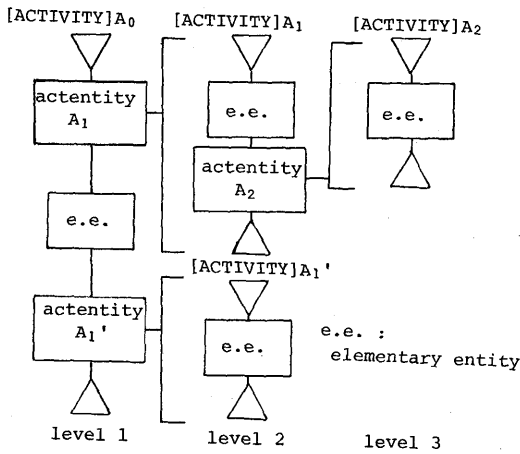 [ACTIVITY]A0
[ACTIVITY]A1
[ACTIVITY]A2
actentity
A1
e.e.
actentity
A1'
level 1
e.e.
actentity
A2
[ACTIVITY]A1'
e.e.
level 2
e.e.
e.e. :
elementary entity
level 3